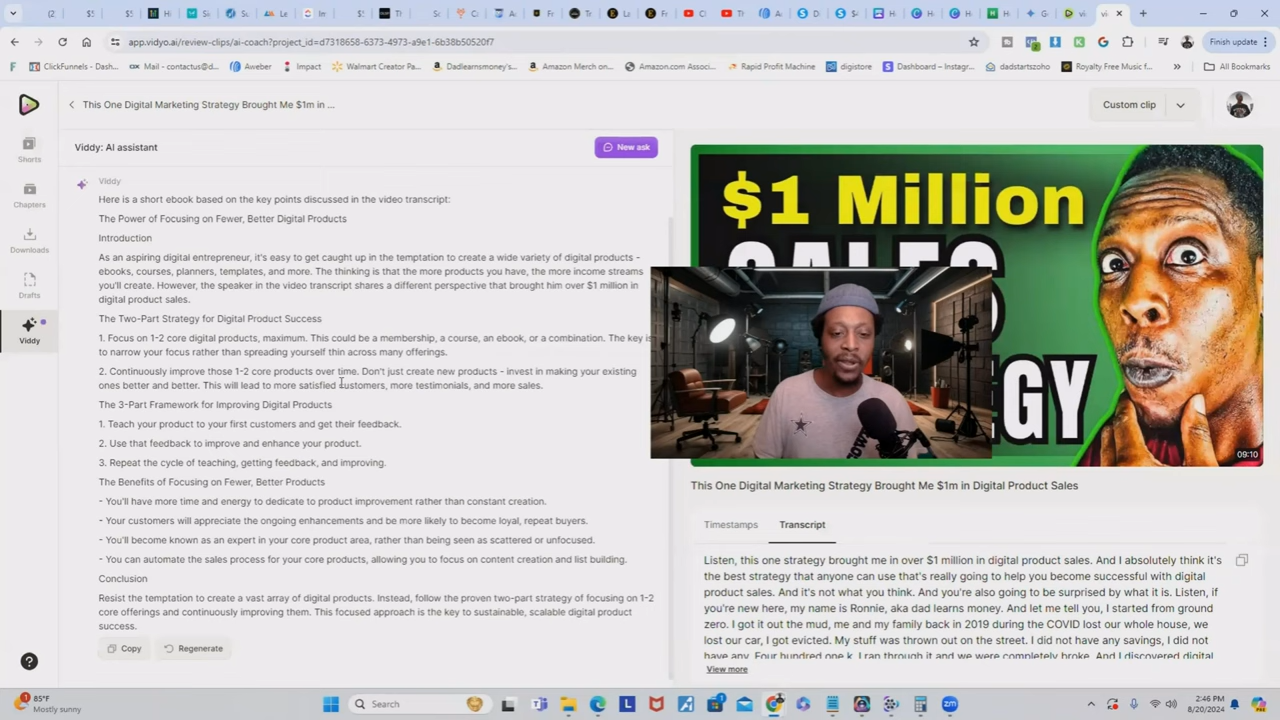 Finish update
app.vidyo.ai/review-clips/ai-coach?project_id=d7318658-6373-4973-a9e1-6b38b50520f7
ClickFunnels - Dash...
Mail - contactus@d...
Aweber
Impact
Walmart Creator Pa...
Dadlearnsmoney's...
Amazon Merch on...
Amazon.com Associ...
Rapid Profit Machine
digistore
Dashboard – Instagr...
dadstartszoho
Royalty Free Music f...
All Bookmarks
This One Digital Marketing Strategy Brought Me $1m in ...
Custom clip
Shorts
Chapters
Downloads
Drafts
Viddy
Viddy: AI assistant
New ask
Viddy
Here is a short ebook based on the key points discussed in the video transcript:
The Power of Focusing on Fewer, Better Digital Products
Introduction
As an aspiring digital entrepreneur, it's easy to get caught up in the temptation to create a wide variety of digital products -
ebooks, courses, planners, templates, and more. The thinking is that the more products you have, the more income streams
you'll create. However, the speaker in the video transcript shares a different perspective that brought him over $1 million in
digital product sales.
The Two-Part Strategy for Digital Product Success
1. Focus on 1-2 core digital products, maximum. This could be a membership, a course, an ebook, or a combination. The key is
to narrow your focus rather than spreading yourself thin across many offerings.
2. Continuously improve those 1-2 core products over time. Don't just create new products - invest in making your existing
ones better and better. This will lead to more satisfied customers, more testimonials, and more sales.
The 3-Part Framework for Improving Digital Products
1. Teach your product to your first customers and get their feedback.
2. Use that feedback to improve and enhance your product.
3. Repeat the cycle of teaching, getting feedback, and improving.
The Benefits of Focusing on Fewer, Better Products
- You'll have more time and energy to dedicate to product improvement rather than constant creation.
- Your customers will appreciate the ongoing enhancements and be more likely to become loyal, repeat buyers.
- You'll become known as an expert in your core product area, rather than being seen as scattered or unfocused.
- You can automate the sales process for your core products, allowing you to focus on content creation and list building.
Conclusion
Resist the temptation to create a vast array of digital products. Instead, follow the proven two-part strategy of focusing on 1-2
core offerings and continuously improving them. This focused approach is the key to sustainable, scalable digital product
success.
Copy
Regenerate
$1 Million
SALES
09:10
This One Digital Marketing Strategy Brought Me $1m in Digital Product Sales
Timestamps
Transcript
Listen, this one strategy brought me in over $1 million in digital product sales. And I absolutely think it's
the best strategy that anyone can use that's really going to help you become successful with digital
product sales. And it's not what you think. And you're also going to be surprised by what it is. Listen, if
you're new here, my name is Ronnie, aka dad learns money. And let me tell you, I started from ground
zero. I got it out the mud, me and my family back in 2019 during the COVID lost our whole house, we
lost our car, I got evicted. My stuff was thrown out on the street. I did not have any savings, I did not
have any. Four hundred one k. I ran through it and we were completely broke. And I discovered digital
View more
85°F
Mostly sunny
Search
2:46 PM
8/20/2024